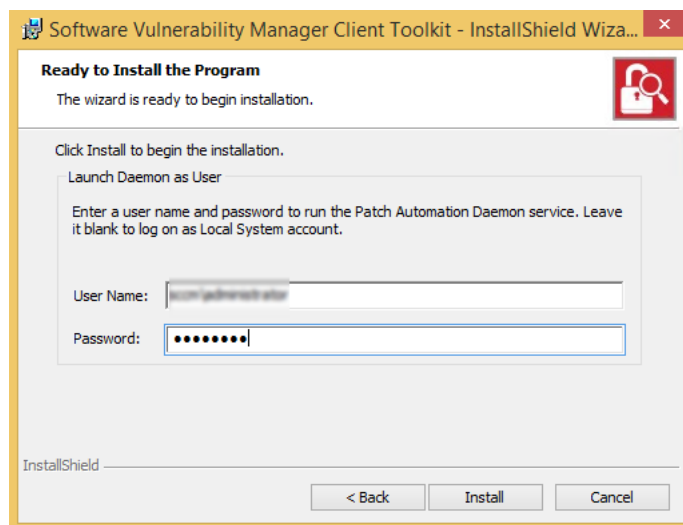 Software Vulnerability Manager Client Toolkit - InstallShield Wiza...
Ready to Install the Program
The wizard is ready to begin installation.
Click Install to begin the installation.
Launch Daemon as User
Enter a user name and password to run the Patch Automation Daemon service. Leave
it blank to log on as Local System account.
User Name:
Password: ●●●●●●●●
InstallShield
< Back Install Cancel